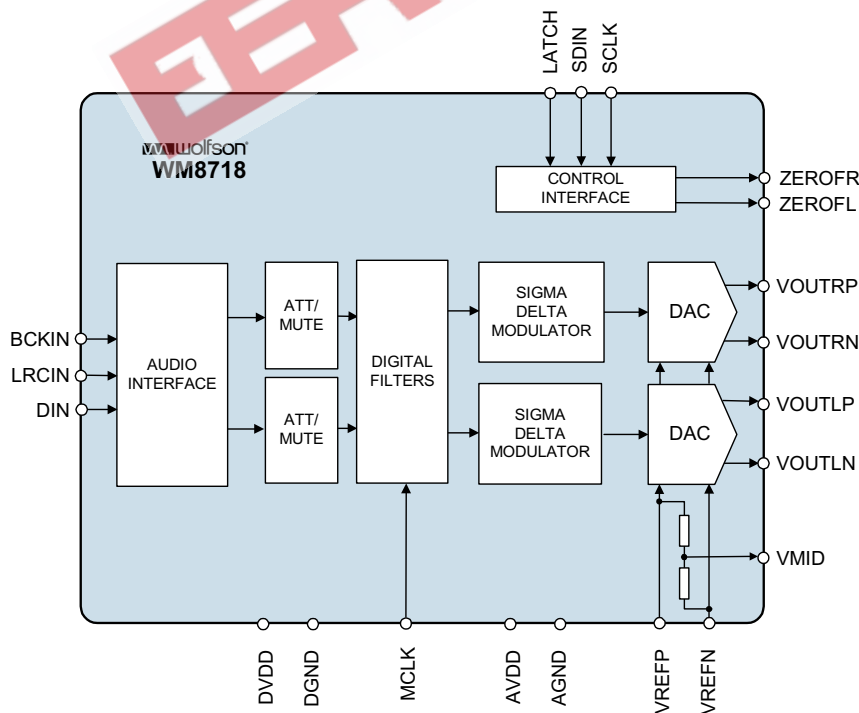 LATCH
SDIN
SCLK
wolfson
WM8718
CONTROL
INTERFACE
ZEROFR
ZEROFL
ATT/
MUTE
SIGMA
DELTA
MODULATOR
DAC
VOUTRP
VOUTRN
BCKIN
LRCIN
DIN
AUDIO
INTERFACE
DIGITAL
FILTERS
ATT/
MUTE
SIGMA
DELTA
MODULATOR
DAC
VOUTLP
VOUTLN
VMID
DVDD
DGND
MCLK
AVDD
AGND
VREFP
VREFN